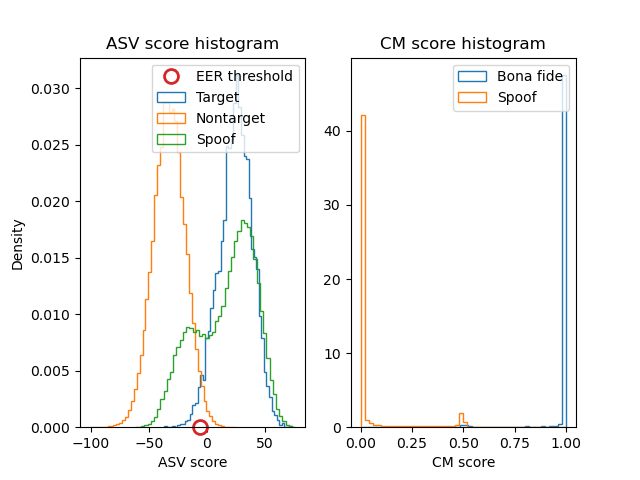 ASV score histogram
EER threshold
Target
Nontarget
Spoof
0.030
0.025
0.020
0.015
0.010
0.005
0.000
Density
−100
−50
0
50
ASV score
CM score histogram
Bona fide
Spoof
40
30
20
10
0
0.00
0.25
0.50
0.75
1.00
CM score